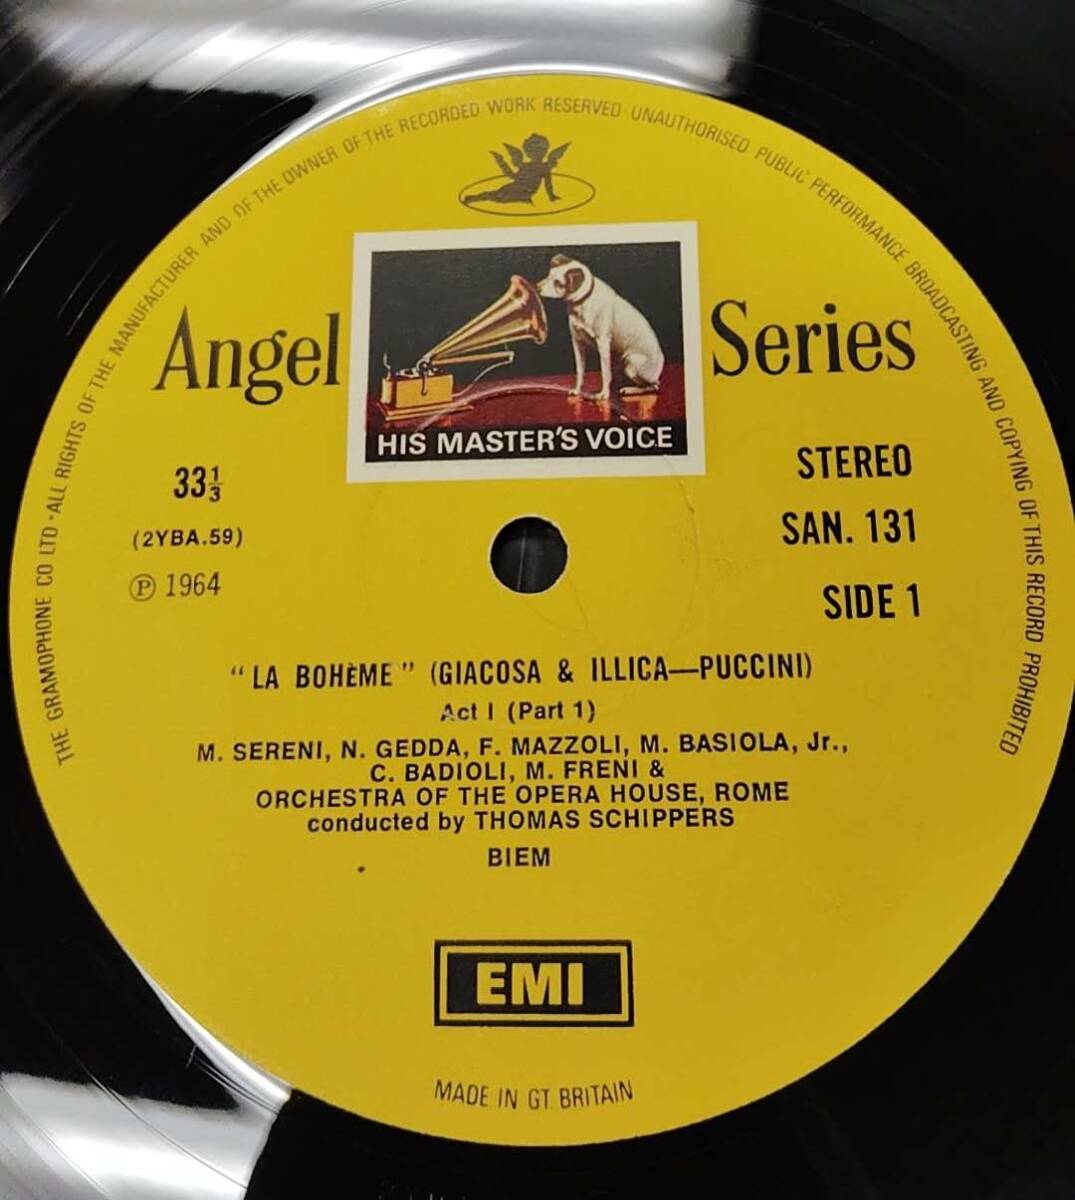 THE GRAMOPHONE CO LTD · ALL RIGHTS OF THE MANUFACTURER AND OF THE OWNER OF THE RECORDED WORK RESERVED · UNAUTHORISED PUBLIC PERFORMANCE BROADCASTING AND COPYING OF THIS RECORD PROHIBITED
Angel Series
HIS MASTER'S VOICE
33⅓
STEREO
(2YBA.59)
SAN. 131
℗ 1964
SIDE 1
"LA BOHèME" (GIACOSA & ILLICA—PUCCINI)
Act I (Part 1)
M. SERENI, N. GEDDA, F. MAZZOLI, M. BASIOLA, Jr.,
C. BADIOLI, M. FRENI &
ORCHESTRA OF THE OPERA HOUSE, ROME
conducted by THOMAS SCHIPPERS
BIEM
EMI
MADE IN GT. BRITAIN